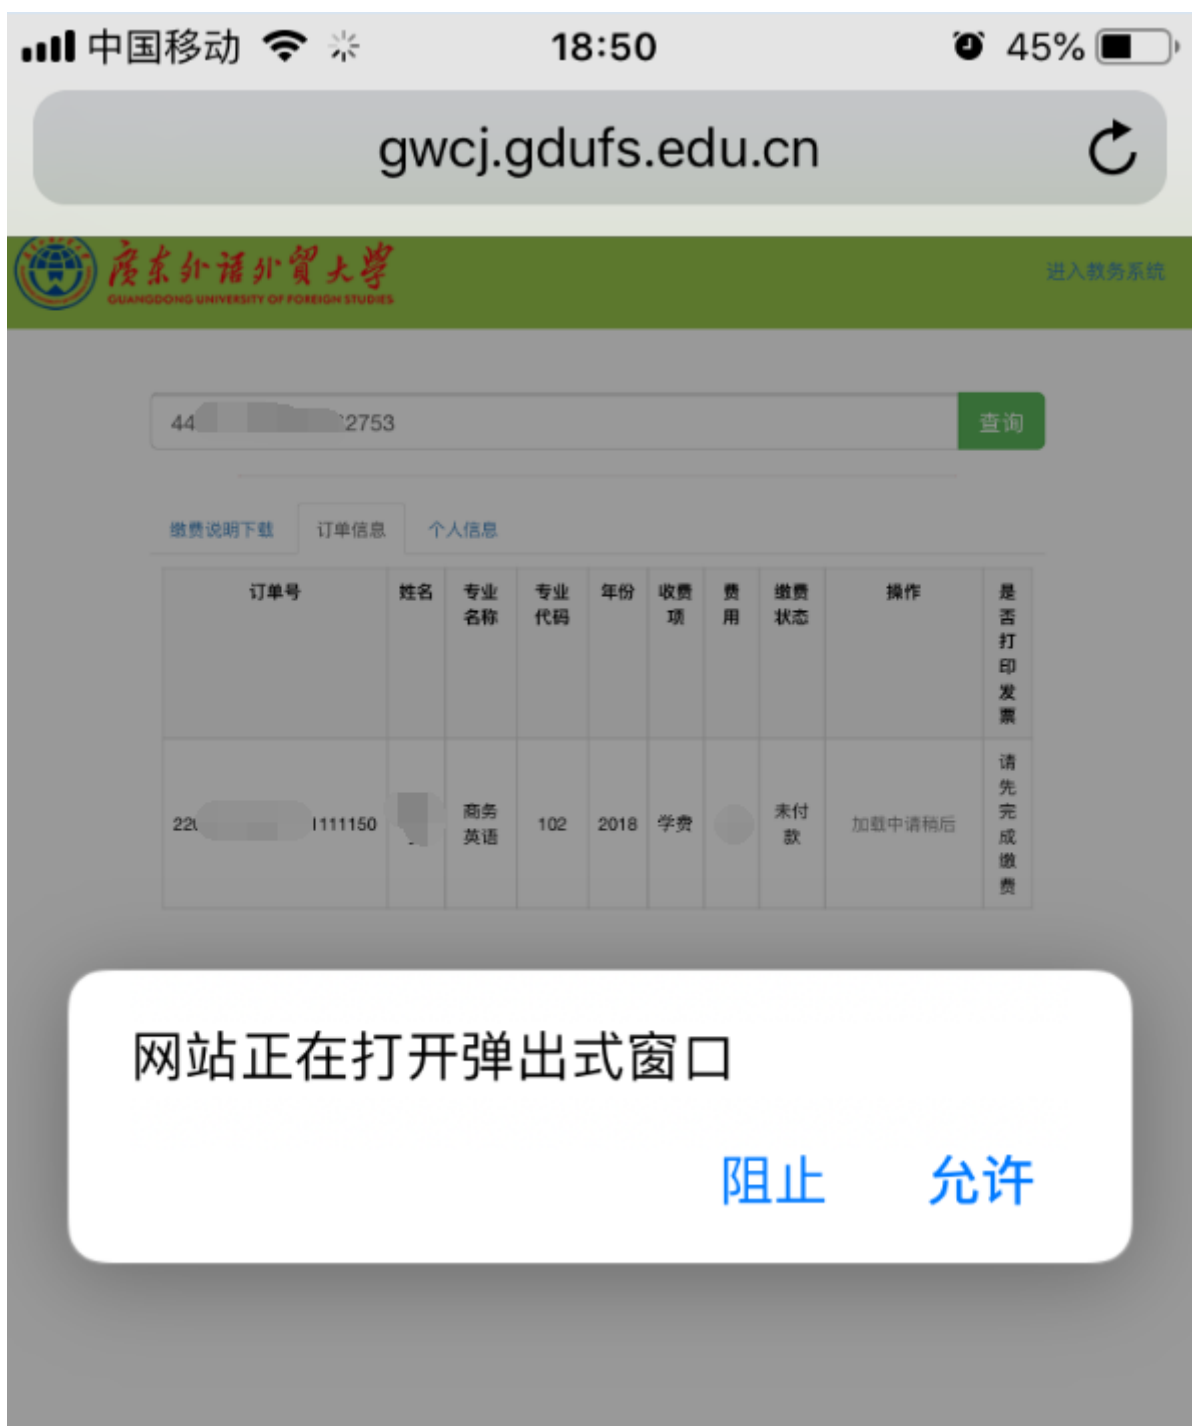 中国移动 18:50 45%
gwcj.gdufs.edu.cn
廣东外语外贸大學
GUANGDONG UNIVERSITY OF FOREIGN STUDIES
进入教务系统
44 2753 查询
缴费说明下载 订单信息 个人信息
订单号 姓名 专业名称 专业代码 年份 收费项 费用 缴费状态 操作 是否打印发票
22 1111150 商务英语 102 2018 学费 未付款 加载中请稍后 请先完成缴费
网站正在打开弹出式窗口
阻止 允许